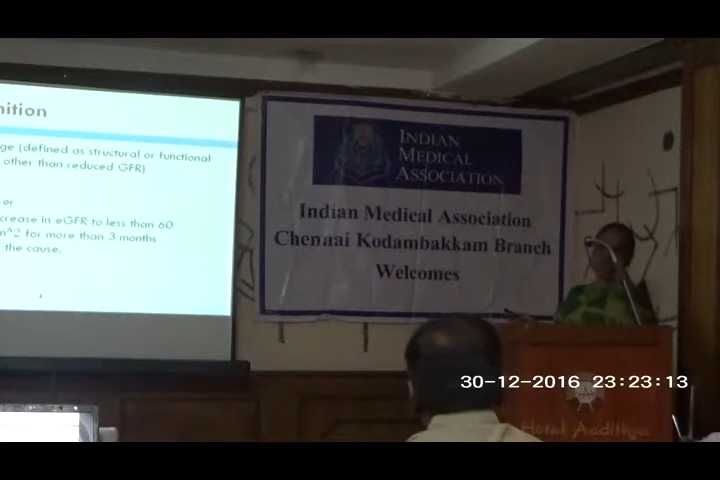 nition
ge (defined as structural or functional
other than reduced GFR)
or
crease in eGFR to less than 60
m^2 for more than 3 months
the cause.
INDIAN
MEDICAL
ASSOCIATION
Indian Medical Association
Chennai Kodambakkam Branch
Welcomes
30-12-2016 23:23:13
Hotel Aadithya